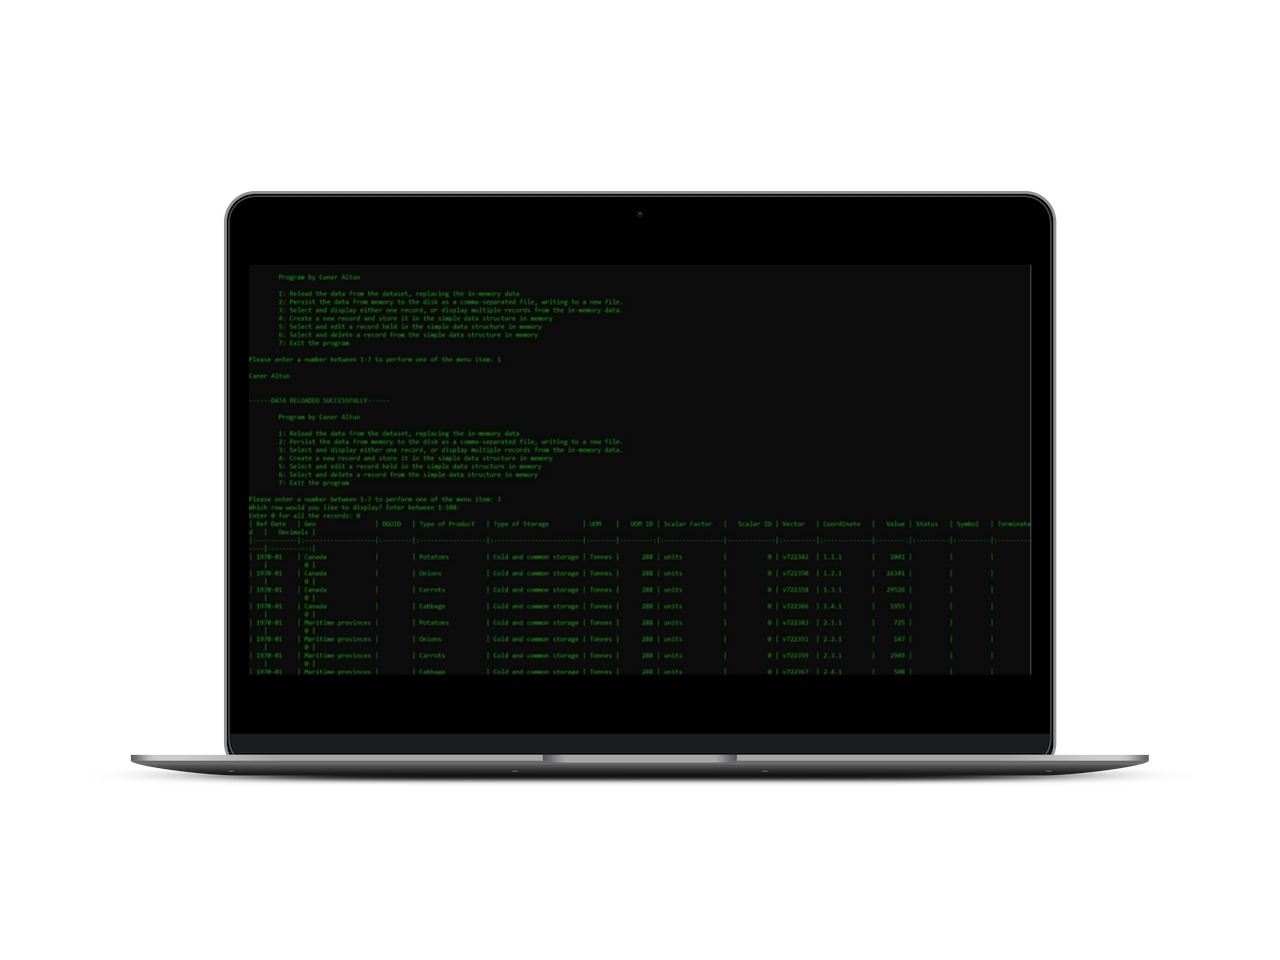 Program by Caner Altun
1: Reload the data from the dataset, replacing the in-memory data
2: Persist the data from memory to the disk as a comma-separated file, writing to a new file.
3: Select and display either one record, or display multiple records from the in-memory data.
4: Create a new record and store it in the simple data structure in memory
5: Select and edit a record held in the simple data structure in memory
6: Select and delete a record from the simple data structure in memory
7: Exit the program
Please enter a number between 1-7 to perform one of the menu item: 1
Caner Altun
------DATA RELOADED SUCCESSFULLY------
Program by Caner Altun
1: Reload the data from the dataset, replacing the in-memory data
2: Persist the data from memory to the disk as a comma-separated file, writing to a new file.
3: Select and display either one record, or display multiple records from the in-memory data.
4: Create a new record and store it in the simple data structure in memory
5: Select and edit a record held in the simple data structure in memory
6: Select and delete a record from the simple data structure in memory
7: Exit the program
Please enter a number between 1-7 to perform one of the menu item: 3
Which row would you like to display? Enter between 1-100:
Enter 0 for all the records: 0
| Ref Date | Geo | DGUID | Type of Product | Type of Storage | UOM | UOM ID | Scalar Factor | Scalar ID | Vector | Coordinate | Value | Status | Symbol | Terminate
d | Decimals |
| 1970-01 | Canada | | Potatoes | Cold and common storage | Tonnes | 288 | units | 0 | v722342 | 1.1.1 | 1041 | | |
| 0 |
| 1970-01 | Canada | | Onions | Cold and common storage | Tonnes | 288 | units | 0 | v722350 | 1.2.1 | 26341 | | |
| 0 |
| 1970-01 | Canada | | Carrots | Cold and common storage | Tonnes | 288 | units | 0 | v722358 | 1.3.1 | 29526 | | |
| 0 |
| 1970-01 | Canada | | Cabbage | Cold and common storage | Tonnes | 288 | units | 0 | v722366 | 1.4.1 | 1955 | | |
| 0 |
| 1970-01 | Maritime provinces | | Potatoes | Cold and common storage | Tonnes | 288 | units | 0 | v722343 | 2.1.1 | 725 | | |
| 0 |
| 1970-01 | Maritime provinces | | Onions | Cold and common storage | Tonnes | 288 | units | 0 | v722351 | 2.2.1 | 147 | | |
| 0 |
| 1970-01 | Maritime provinces | | Carrots | Cold and common storage | Tonnes | 288 | units | 0 | v722359 | 2.3.1 | 2949 | | |
| 0 |
| 1970-01 | Maritime provinces | | Cabbage | Cold and common storage | Tonnes | 288 | units | 0 | v722367 | 2.4.1 | 500 | | |